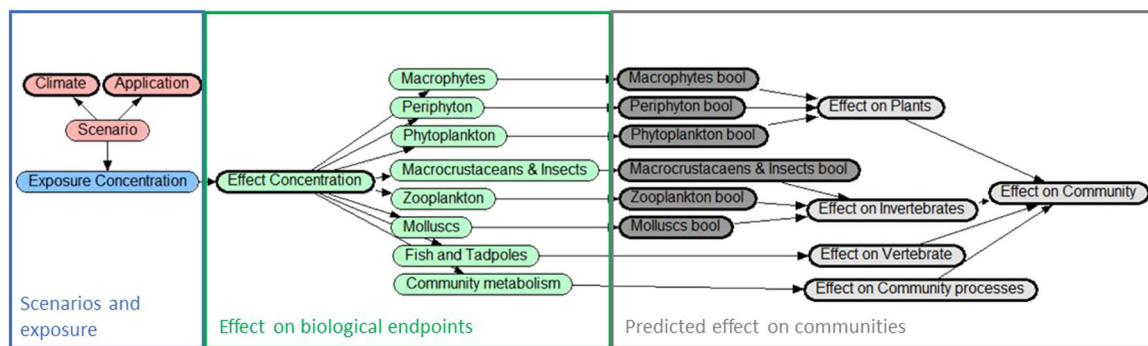 Climate
Application
Scenario
Exposure Concentration
Scenarios and
exposure
Effect Concentration
Macrophytes
Periphyton
Phytoplankton
Macrocrustaceans & Insects
Zooplankton
Molluscs
Fish and Tadpoles
Community metabolism
Effect on biological endpoints
Macrophytes bool
Periphyton bool
Phytoplankton bool
Macrocrustacaens & Insects bool
Zooplankton bool
Molluscs bool
Effect on Plants
Effect on Invertebrates
Effect on Vertebrate
Effect on Community processes
Effect on Community
Predicted effect on communities